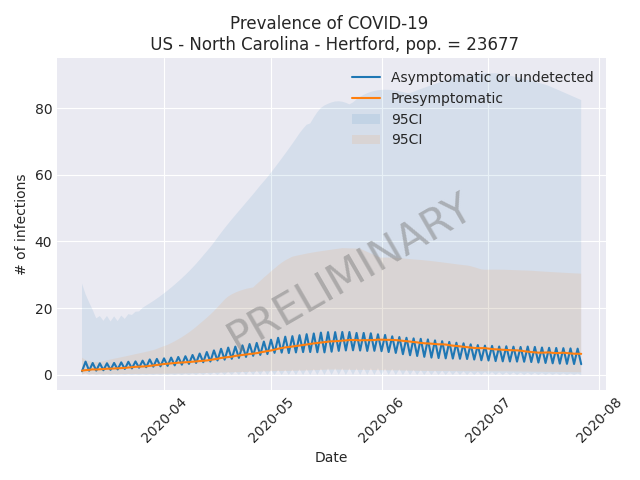 Prevalence of COVID-19
US - North Carolina - Hertford, pop. = 23677
Asymptomatic or undetected
Presymptomatic
95CI
95CI
80
60
40
20
0
# of infections
PRELIMINARY
2020-04
2020-05
2020-06
2020-07
2020-08
Date